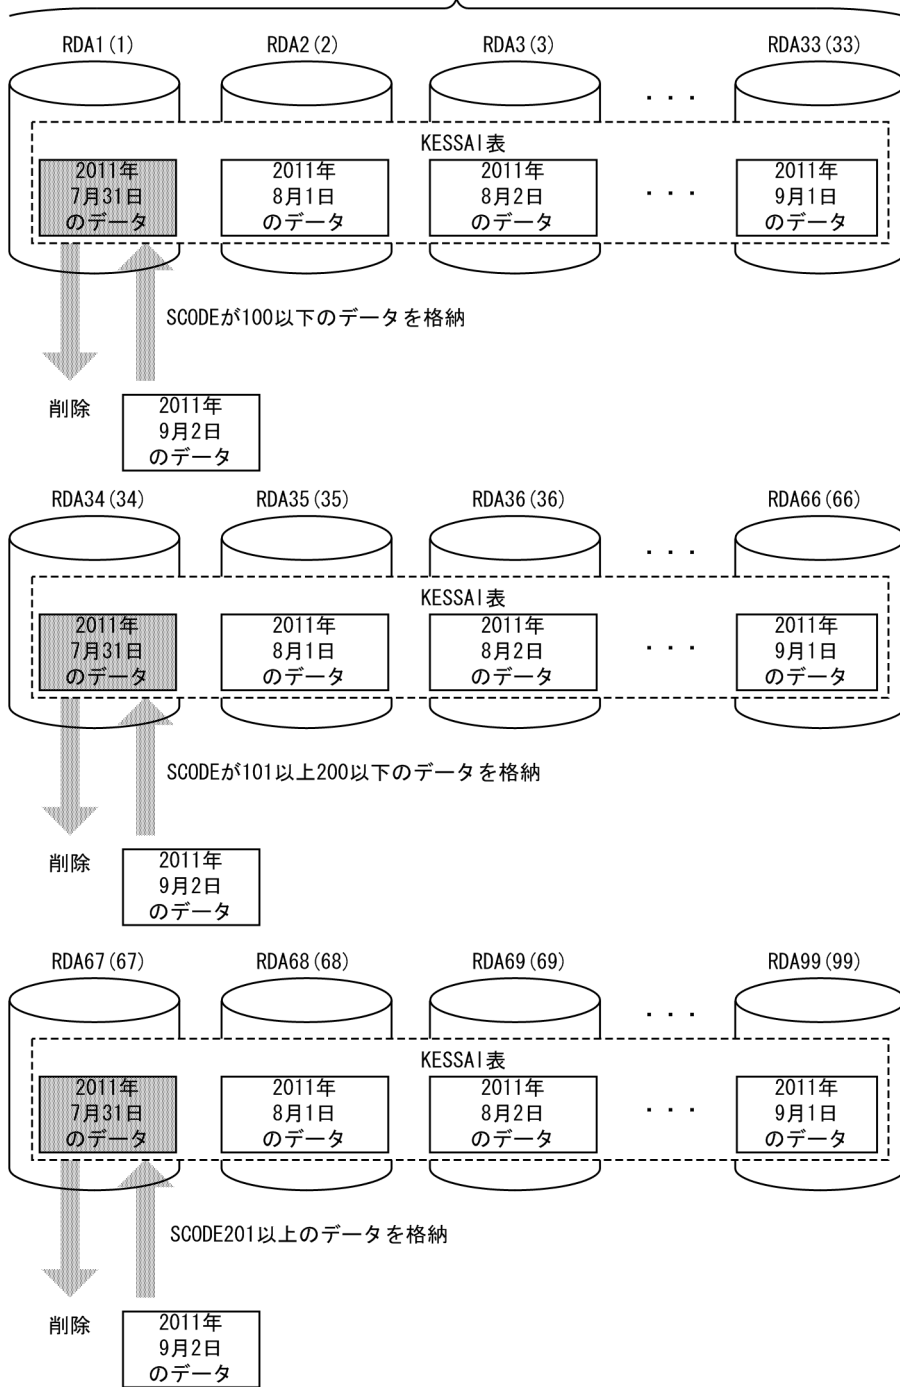 RDA1(1) RDA2(2) RDA3(3) RDA33(33)
・・・
KESSAI表
2011年 2011年 2011年 2011年
7月31日 8月1日 8月2日 ・・・ 9月1日
のデータ のデータ のデータ のデータ
SCODEが100以下のデータを格納
削除
2011年
9月2日
のデータ
RDA34(34) RDA35(35) RDA36(36) RDA66(66)
・・・
KESSAI表
2011年 2011年 2011年 2011年
7月31日 8月1日 8月2日 ・・・ 9月1日
のデータ のデータ のデータ のデータ
SCODEが101以上200以下のデータを格納
削除
2011年
9月2日
のデータ
RDA67(67) RDA68(68) RDA69(69) RDA99(99)
・・・
KESSAI表
2011年 2011年 2011年 2011年
7月31日 8月1日 8月2日 ・・・ 9月1日
のデータ のデータ のデータ のデータ
SCODE201以上のデータを格納
削除
2011年
9月2日
のデータ